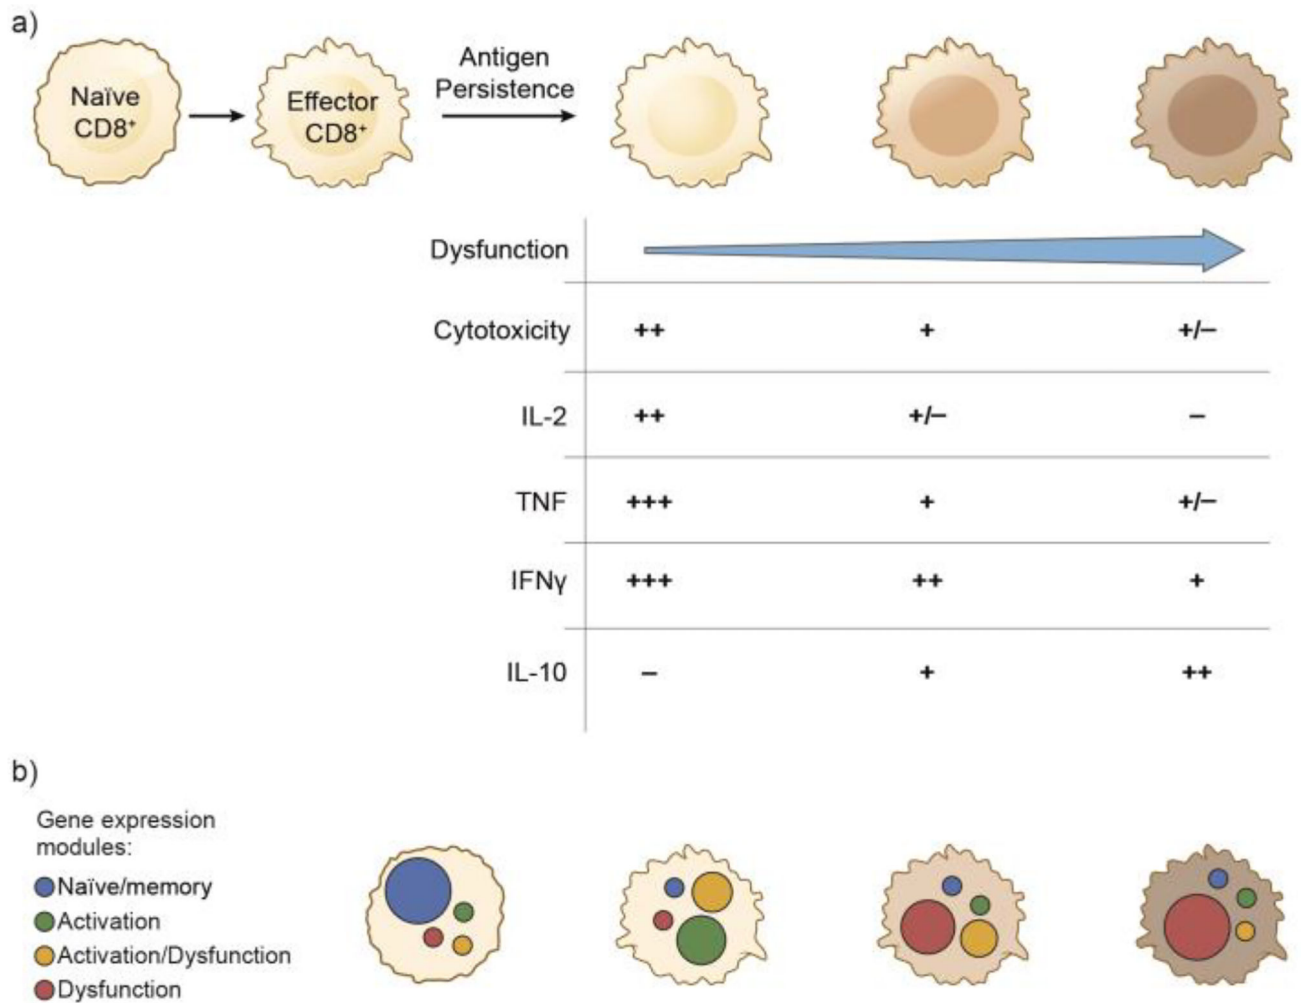 a)
Naïve
CD8⁺
Effector
CD8⁺
Antigen
Persistence
Dysfunction
Cytotoxicity ++ + +/−
IL-2 ++ +/− −
TNF +++ + +/−
IFNγ +++ ++ +
IL-10 − + ++
b)
Gene expression
modules:
Naïve/memory
Activation
Activation/Dysfunction
Dysfunction